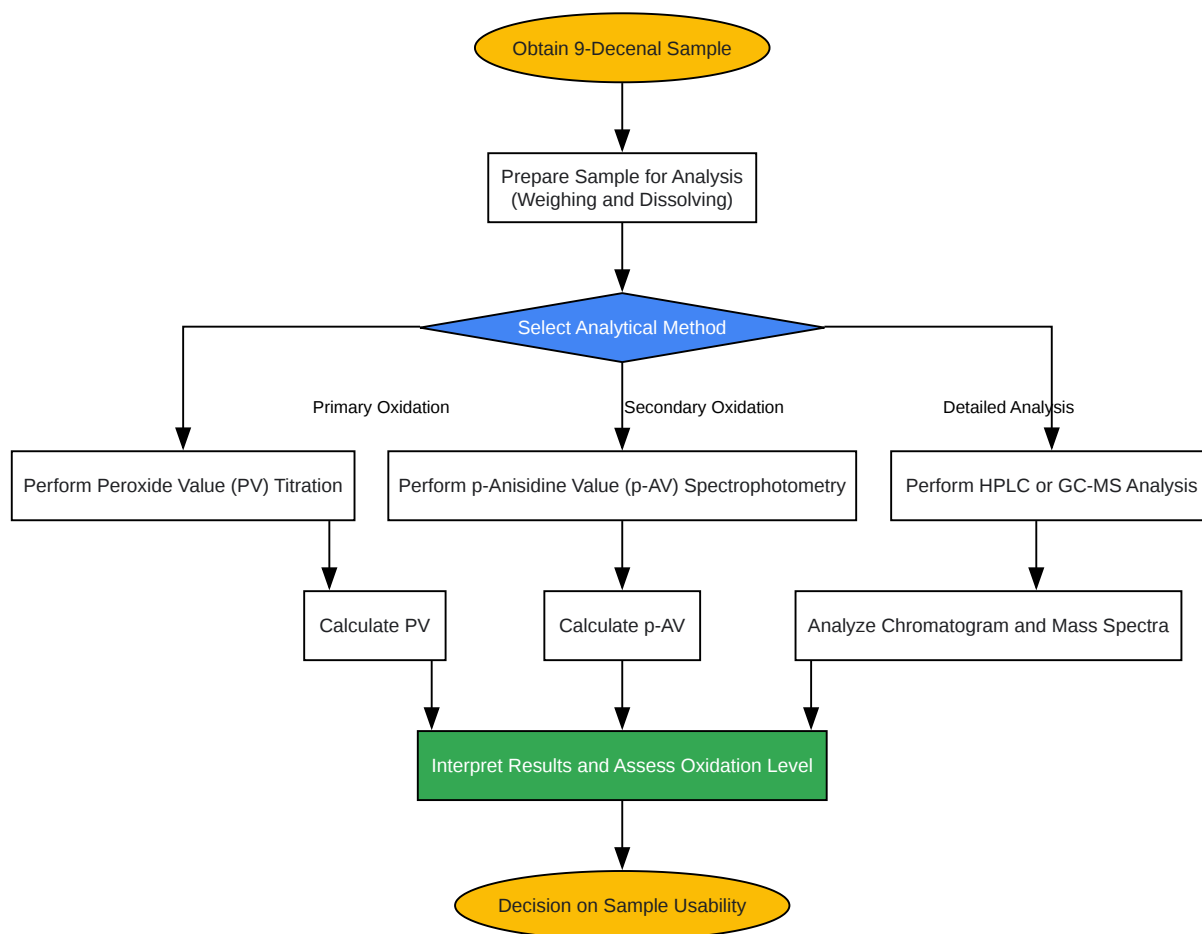 Obtain 9-Decenal Sample
Prepare Sample for Analysis
(Weighing and Dissolving)
Select Analytical Method
Primary Oxidation
Secondary Oxidation
Detailed Analysis
Perform Peroxide Value (PV) Titration
Perform p-Anisidine Value (p-AV) Spectrophotometry
Perform HPLC or GC-MS Analysis
Calculate PV
Calculate p-AV
Analyze Chromatogram and Mass Spectra
Interpret Results and Assess Oxidation Level
Decision on Sample Usability